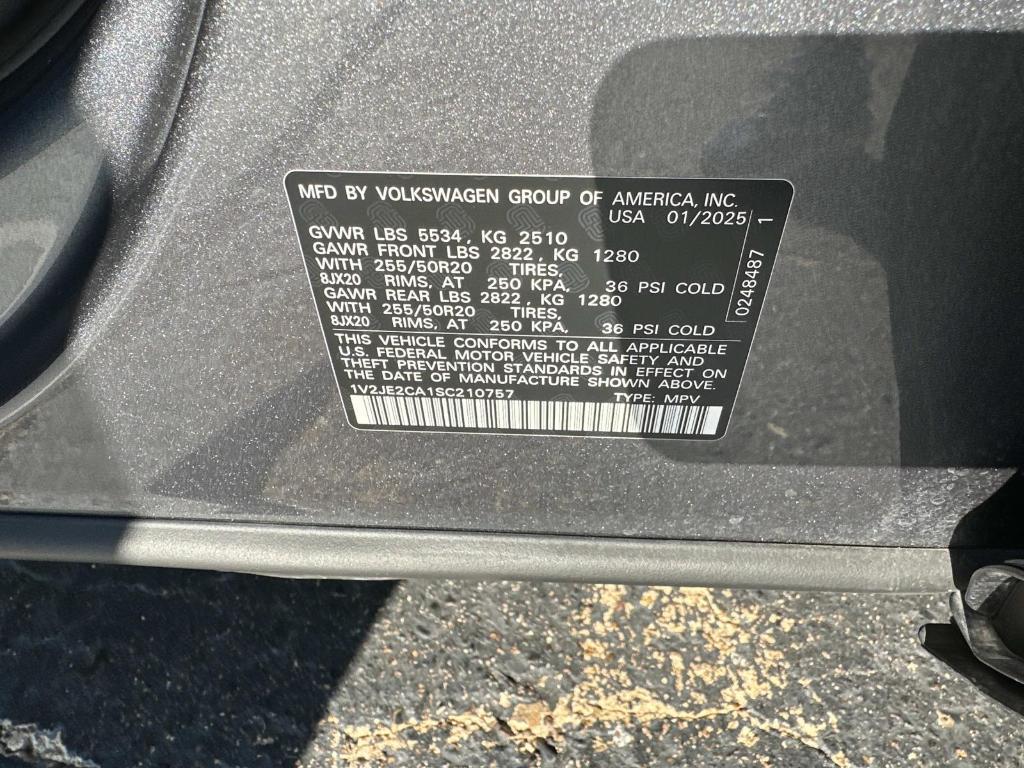 MFD BY VOLKSWAGEN GROUP OF AMERICA, INC.
USA 01/2025
GVWR LBS 5534, KG 2510
GAWR FRONT LBS 2822, KG 1280
WITH 255/50R20 TIRES,
8JX20 RIMS, AT 250 KPA, 36 PSI COLD
GAWR REAR LBS 2822, KG 1280
WITH 255/50R20 TIRES,
8JX20 RIMS, AT 250 KPA, 36 PSI COLD
THIS VEHICLE CONFORMS TO ALL APPLICABLE
U.S. FEDERAL MOTOR VEHICLE SAFETY AND
THEFT PREVENTION STANDARDS IN EFFECT ON
THE DATE OF MANUFACTURE SHOWN ABOVE.
1V2JE2CA1SC210757 TYPE: MPV
0248487 1